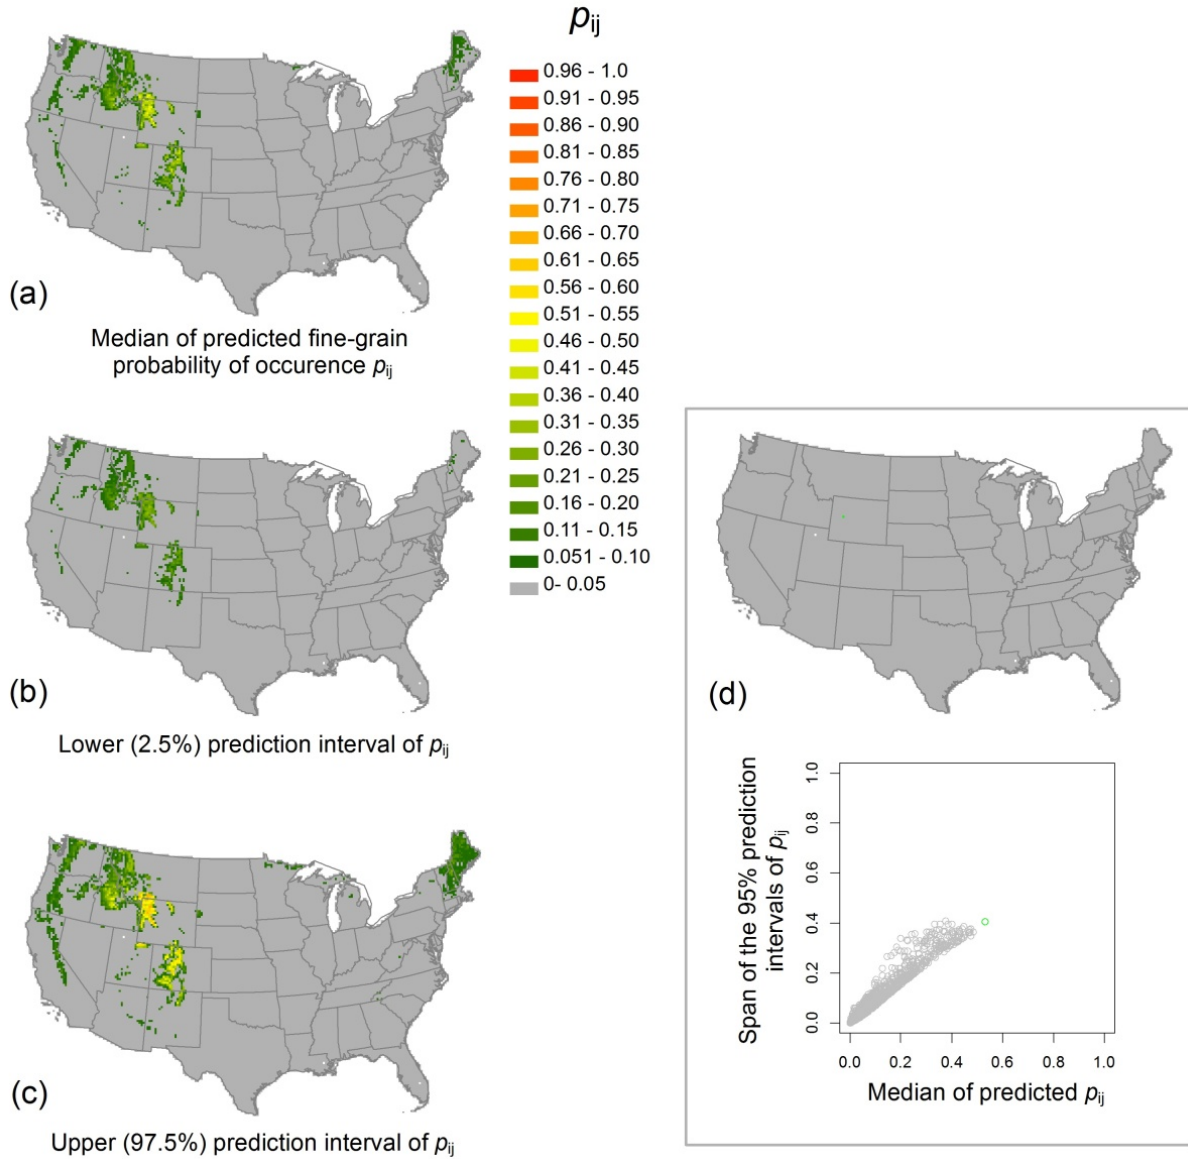 p_ij
0.96 - 1.0
0.91 - 0.95
0.86 - 0.90
0.81 - 0.85
0.76 - 0.80
0.71 - 0.75
0.66 - 0.70
0.61 - 0.65
0.56 - 0.60
0.51 - 0.55
0.46 - 0.50
0.41 - 0.45
0.36 - 0.40
0.31 - 0.35
0.26 - 0.30
0.21 - 0.25
0.16 - 0.20
0.11 - 0.15
0.051 - 0.10
0- 0.05
(a)
Median of predicted fine-grain
probability of occurence p_ij
(b)
Lower (2.5%) prediction interval of p_ij
(c)
Upper (97.5%) prediction interval of p_ij
(d)
Span of the 95% prediction
intervals of p_ij
1.0
0.8
0.6
0.4
0.2
0.0
0.0 0.2 0.4 0.6 0.8 1.0
Median of predicted p_ij